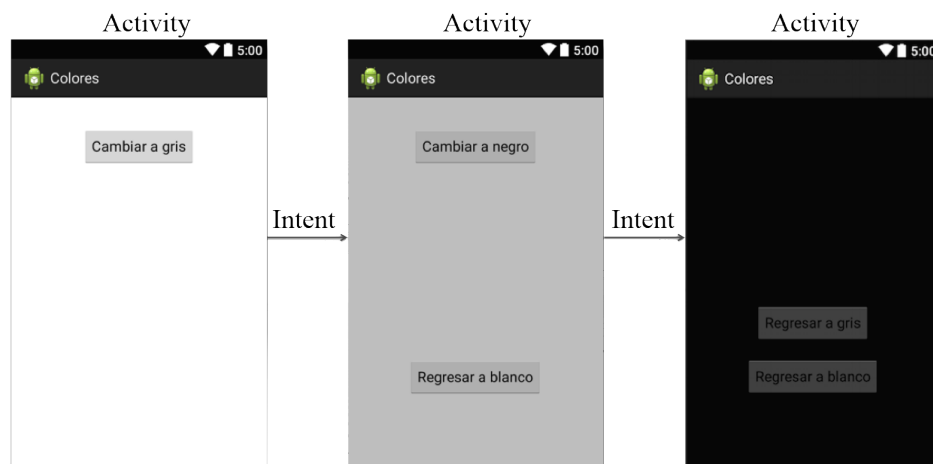 Activity
5:00
Colores
Cambiar a gris
Intent
Activity
5:00
Colores
Cambiar a negro
Regresar a blanco
Intent
Activity
5:00
Colores
Regresar a gris
Regresar a blanco